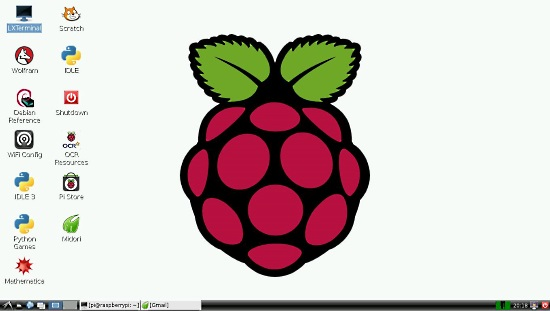 LXTerminal
Scratch
Wolfram
IDLE
Debian
Reference
Shutdown
WiFi Config
OCR
OCR
Resources
IDLE 3
Pi Store
Python
Games
Midori
Mathematica
[pi@raspberrypi: ~]
[Gmail]
20:18